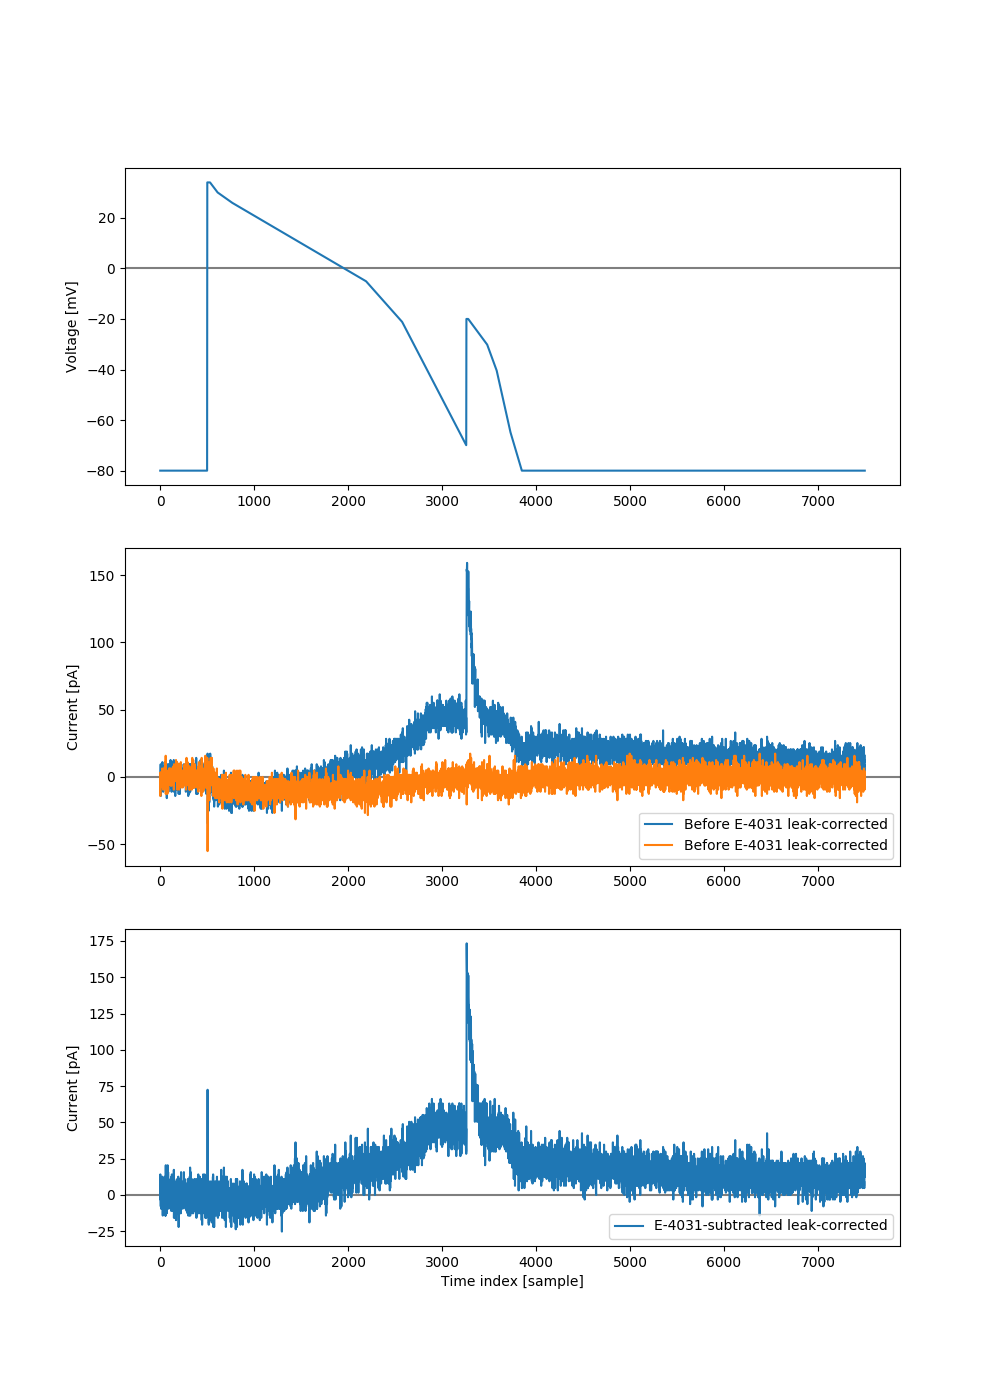 20
0
−20
−40
−60
−80
Voltage [mV]
0 1000 2000 3000 4000 5000 6000 7000
150
100
50
0
−50
Current [pA]
Before E-4031 leak-corrected
Before E-4031 leak-corrected
0 1000 2000 3000 4000 5000 6000 7000
175
150
125
100
75
50
25
0
−25
Current [pA]
E-4031-subtracted leak-corrected
0 1000 2000 3000 4000 5000 6000 7000
Time index [sample]